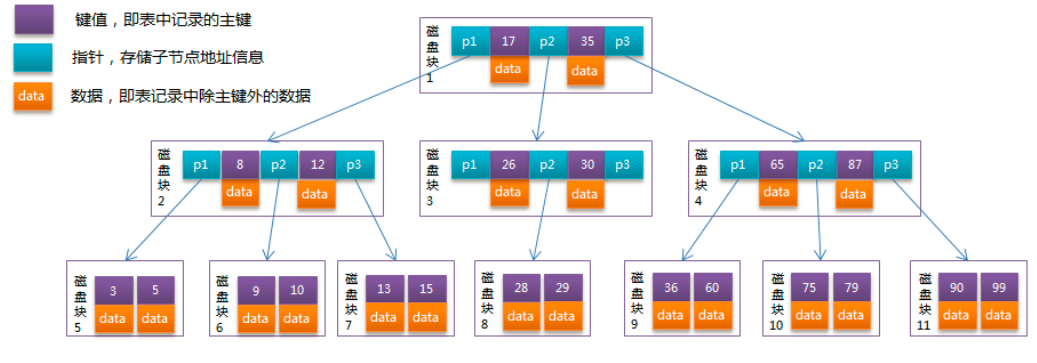 键值，即表中记录的主键
指针，存储子节点地址信息
data 数据，即表记录中除主键外的数据
磁盘块1
p1 17 p2 35 p3
data data
磁盘块2
p1 8 p2 12 p3
data data
磁盘块3
p1 26 p2 30 p3
data data
磁盘块4
p1 65 p2 87 p3
data data
磁盘块5
3 5
data data
磁盘块6
9 10
data data
磁盘块7
13 15
data data
磁盘块8
28 29
data data
磁盘块9
36 60
data data
磁盘块10
75 79
data data
磁盘块11
90 99
data data